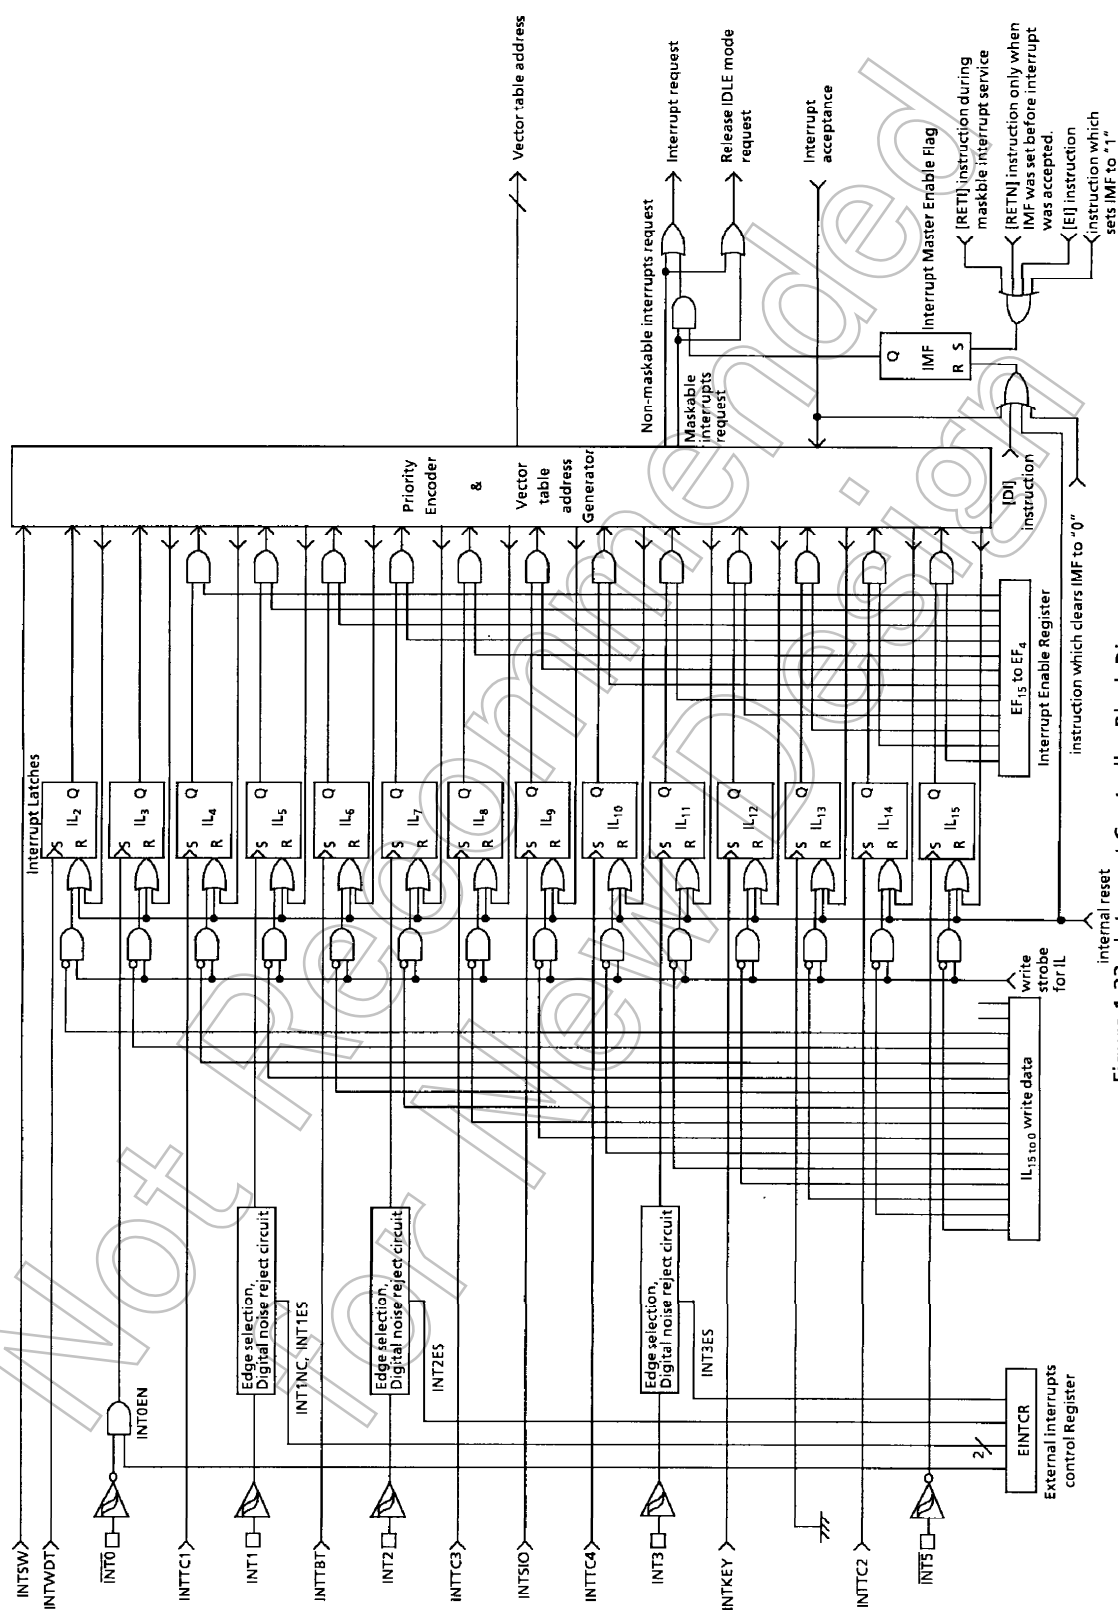 Vector table address
Interrupt request
Release IDLE mode
request
Interrupt
acceptance
[RETI] instruction during
maskble interrupt service
[RETN] instruction only when
IMF was set before interrupt
was accepted.
[EI] instruction
instruction which
sets IMF to "1"
Non-maskable interrupts request
Maskable
interrupts
request
Interrupt Master Enable Flag
Q
IMF
R S
Priority
Encoder
&
Vector
table
address
Generator
[DI]
instruction
instruction which clears IMF to "0"
EF15 to EF4
Interrupt Enable Register
Interrupt Latches
S Q
IL2
R
S Q
IL3
R
S Q
IL4
R
S Q
IL5
R
S Q
IL6
R
S Q
IL7
R
S Q
IL8
R
S Q
IL9
R
S Q
IL10
R
S Q
IL11
R
S Q
IL12
R
S Q
IL13
R
S Q
IL14
R
S Q
IL15
R
internal reset
write
strobe
for IL
IL15 to 0 write data
Edge selection,
Digital noise reject circuit
INT1NC, INT1ES
Edge selection,
Digital noise reject circuit
INT2ES
Edge selection,
Digital noise reject circuit
INT3ES
INT0EN
2
EINTCR
External interrupts
control Register
INTSW
INTWDT
INT0
INTTC1
INT1
INTTBT
INT2
INTTC3
INTSIO
INTTC4
INT3
INTKEY
INTTC2
INT5
Not Recommended
for New Design